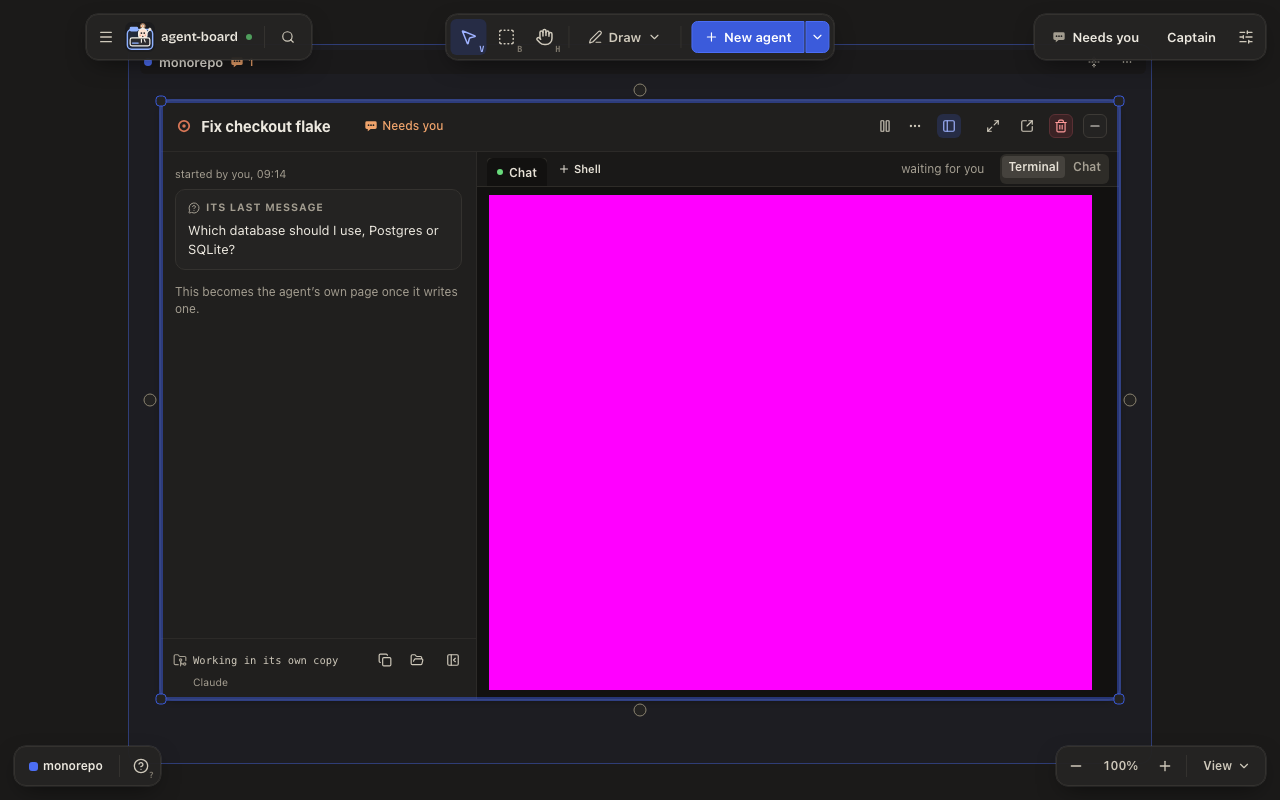 agent-board
V
B
H
Draw
New agent
Needs you
Captain
monorepo
1
Fix checkout flake
Needs you
started by you, 09:14
ITS LAST MESSAGE
Which database should I use, Postgres or
SQLite?
This becomes the agent’s own page once it writes
one.
Chat
Shell
waiting for you
Terminal
Chat
Working in its own copy
Claude
monorepo
?
100%
View